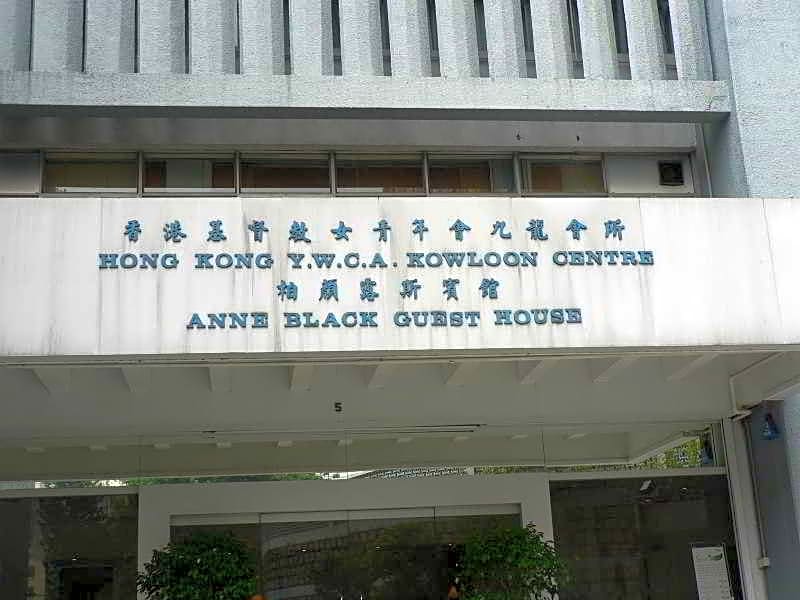 香港基督教女青年會九龍會所
HONG KONG Y.W.C.A. KOWLOON CENTRE
柏顏露斯賓館
ANNE BLACK GUEST HOUSE
5